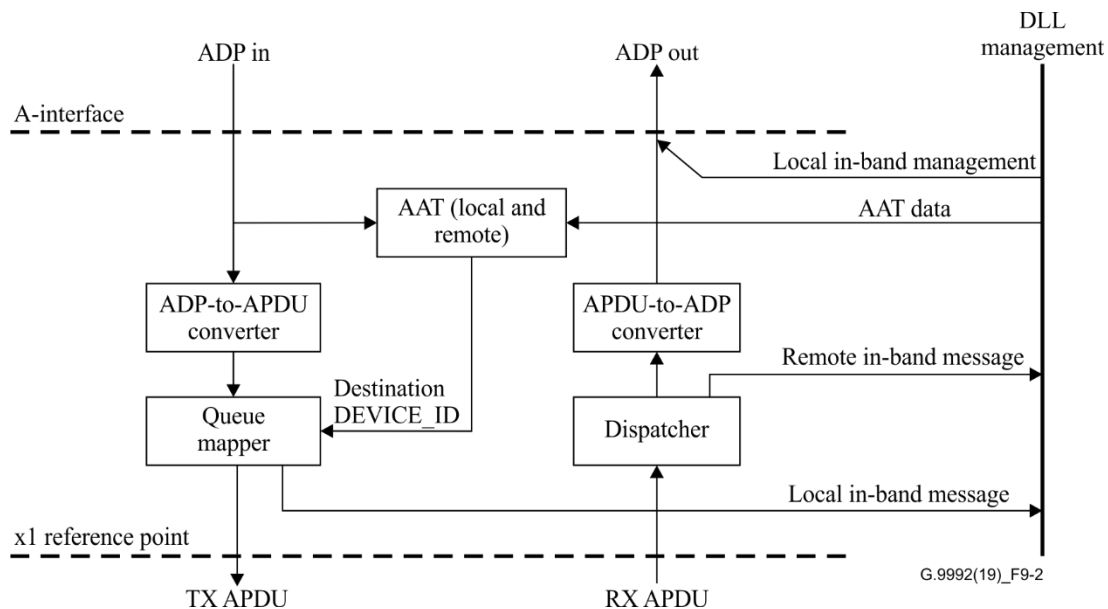 DLL
management
ADP in
ADP out
A-interface
Local in-band management
AAT (local and
remote)
AAT data
ADP-to-APDU
converter
APDU-to-ADP
converter
Remote in-band message
Destination
DEVICE_ID
Queue
mapper
Dispatcher
Local in-band message
x1 reference point
G.9992(19)_F9-2
TX APDU
RX APDU